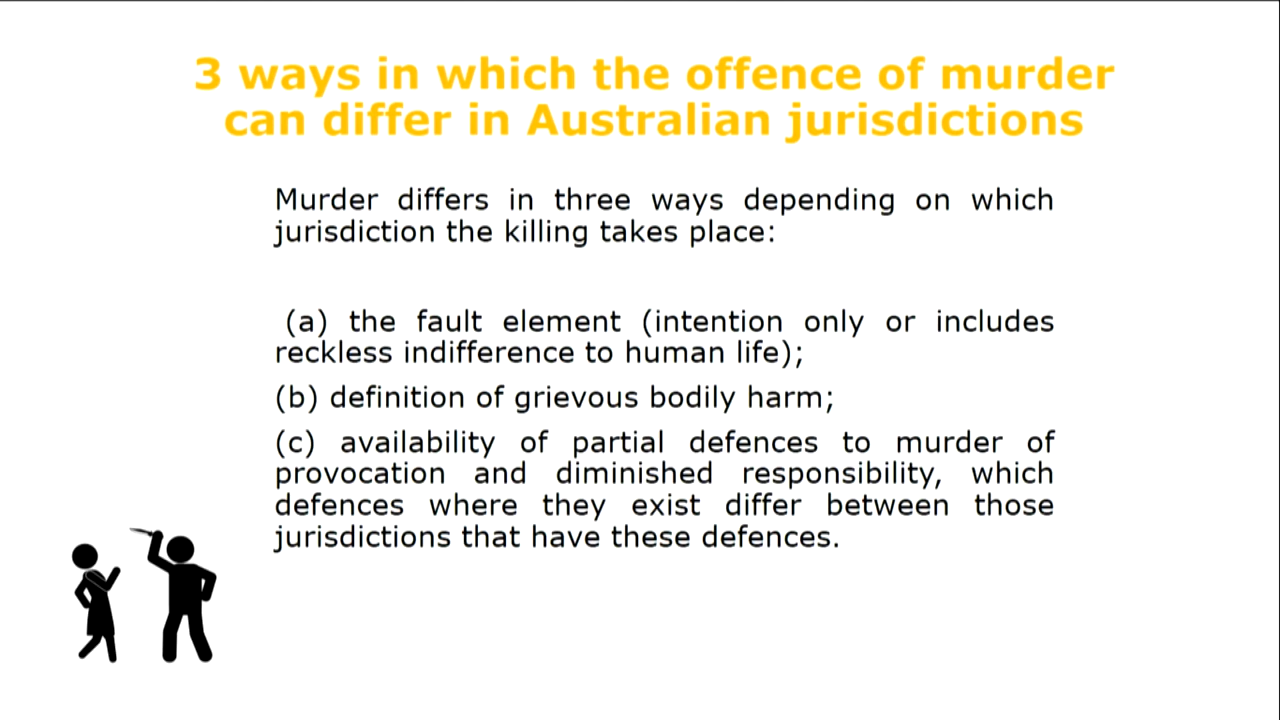 3 ways in which the offence of murder
can differ in Australian jurisdictions
Murder differs in three ways depending on which
jurisdiction the killing takes place:
(a) the fault element (intention only or includes
reckless indifference to human life);
(b) definition of grievous bodily harm;
(c) availability of partial defences to murder of
provocation and diminished responsibility, which
defences where they exist differ between those
jurisdictions that have these defences.